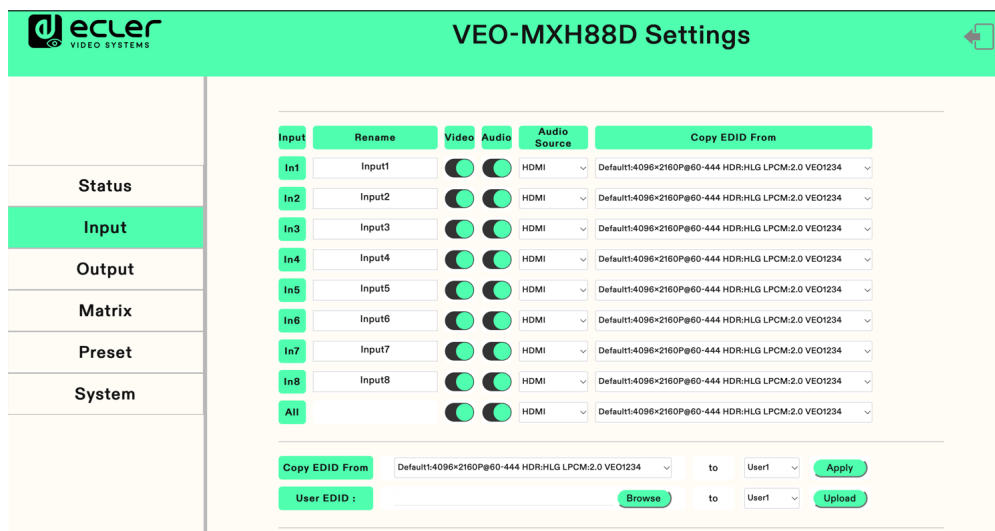 ecler
VIDEO SYSTEMS
VEO-MXH88D Settings
Status
Input
Output
Matrix
Preset
System
Input Rename Video Audio Audio Source Copy EDID From
In1 Input1 HDMI Default1:4096×2160P@60-444 HDR:HLG LPCM:2.0 VEO1234
In2 Input2 HDMI Default1:4096×2160P@60-444 HDR:HLG LPCM:2.0 VEO1234
In3 Input3 HDMI Default1:4096×2160P@60-444 HDR:HLG LPCM:2.0 VEO1234
In4 Input4 HDMI Default1:4096×2160P@60-444 HDR:HLG LPCM:2.0 VEO1234
In5 Input5 HDMI Default1:4096×2160P@60-444 HDR:HLG LPCM:2.0 VEO1234
In6 Input6 HDMI Default1:4096×2160P@60-444 HDR:HLG LPCM:2.0 VEO1234
In7 Input7 HDMI Default1:4096×2160P@60-444 HDR:HLG LPCM:2.0 VEO1234
In8 Input8 HDMI Default1:4096×2160P@60-444 HDR:HLG LPCM:2.0 VEO1234
All HDMI Default1:4096×2160P@60-444 HDR:HLG LPCM:2.0 VEO1234
Copy EDID From Default1:4096×2160P@60-444 HDR:HLG LPCM:2.0 VEO1234 to User1 Apply
User EDID : Browse to User1 Upload